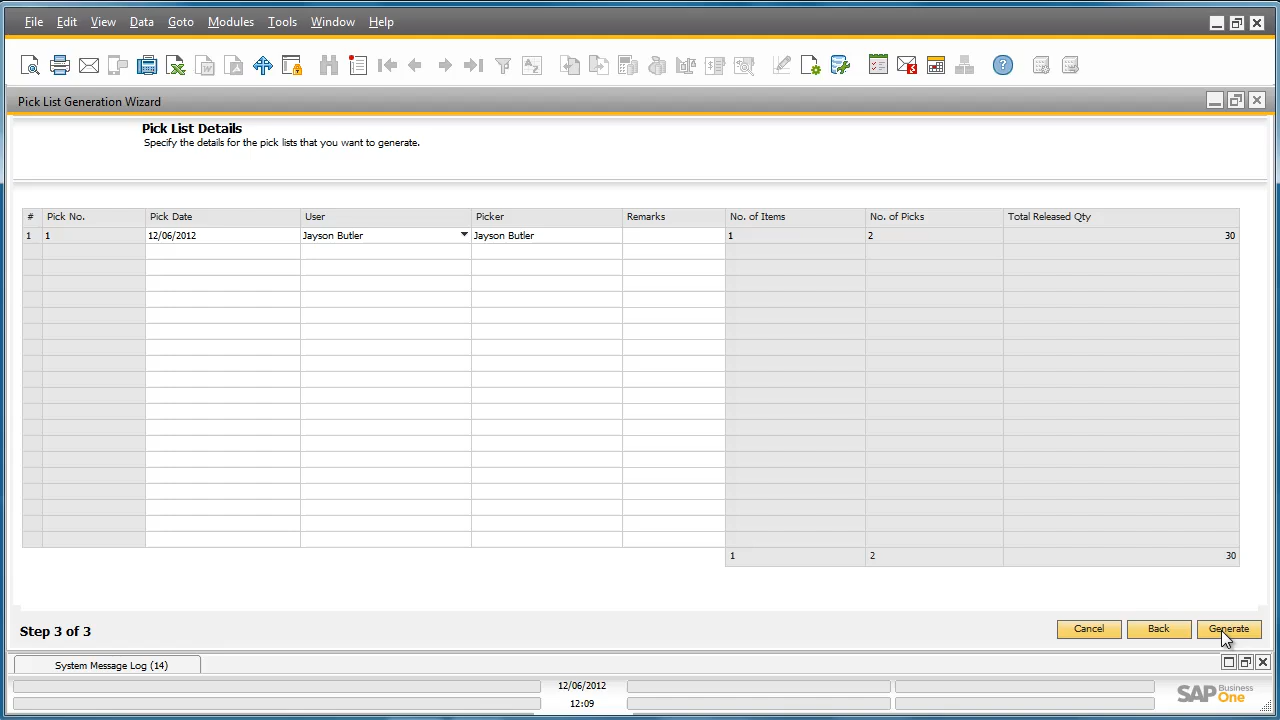 File Edit View Data Goto Modules Tools Window Help
Pick List Generation Wizard
Pick List Details
Specify the details for the pick lists that you want to generate.
# Pick No. Pick Date User Picker Remarks No. of Items No. of Picks Total Released Qty
1 1 12/06/2012 Jayson Butler Jayson Butler 1 2 30
1 2 30
Step 3 of 3
Cancel Back Generate
System Message Log (14)
12/06/2012
12:09
SAP Business One